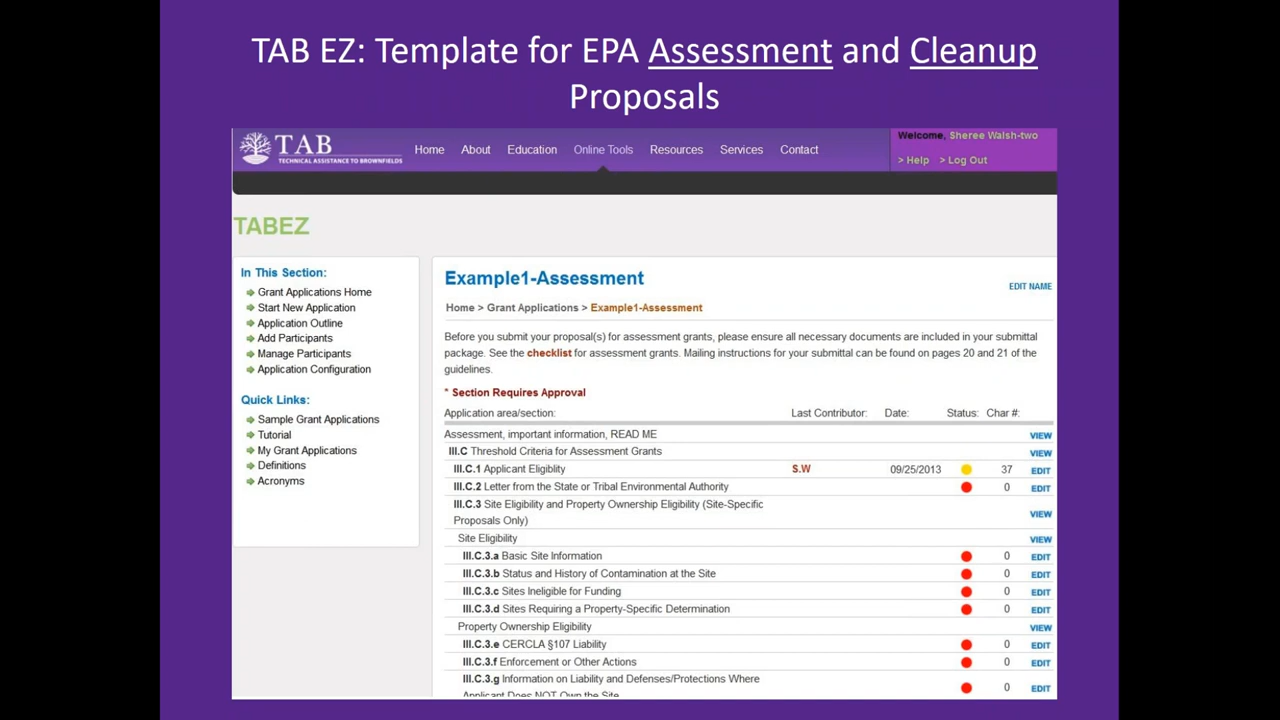 TAB EZ: Template for EPA Assessment and Cleanup
Proposals
TAB
TECHNICAL ASSISTANCE TO BROWNFIELDS
Home About Education Online Tools Resources Services Contact
Welcome, Sheree Walsh-two
> Help > Log Out
TABEZ
In This Section:
Grant Applications Home
Start New Application
Application Outline
Add Participants
Manage Participants
Application Configuration
Quick Links:
Sample Grant Applications
Tutorial
My Grant Applications
Definitions
Acronyms
Example1-Assessment
EDIT NAME
Home > Grant Applications > Example1-Assessment
Before you submit your proposal(s) for assessment grants, please ensure all necessary documents are included in your submittal
package. See the checklist for assessment grants. Mailing instructions for your submittal can be found on pages 20 and 21 of the
guidelines.
* Section Requires Approval
Application area/section: Last Contributor: Date: Status: Char #:
Assessment, important information, READ ME VIEW
III.C Threshold Criteria for Assessment Grants VIEW
III.C.1 Applicant Eligiblity S.W 09/25/2013 37 EDIT
III.C.2 Letter from the State or Tribal Environmental Authority 0 EDIT
III.C.3 Site Eligibility and Property Ownership Eligibility (Site-Specific
Proposals Only) VIEW
Site Eligibility VIEW
III.C.3.a Basic Site Information 0 EDIT
III.C.3.b Status and History of Contamination at the Site 0 EDIT
III.C.3.c Sites Ineligible for Funding 0 EDIT
III.C.3.d Sites Requiring a Property-Specific Determination 0 EDIT
Property Ownership Eligibility VIEW
III.C.3.e CERCLA §107 Liability 0 EDIT
III.C.3.f Enforcement or Other Actions 0 EDIT
III.C.3.g Information on Liability and Defenses/Protections Where
Applicant Does NOT Own the Site 0 EDIT